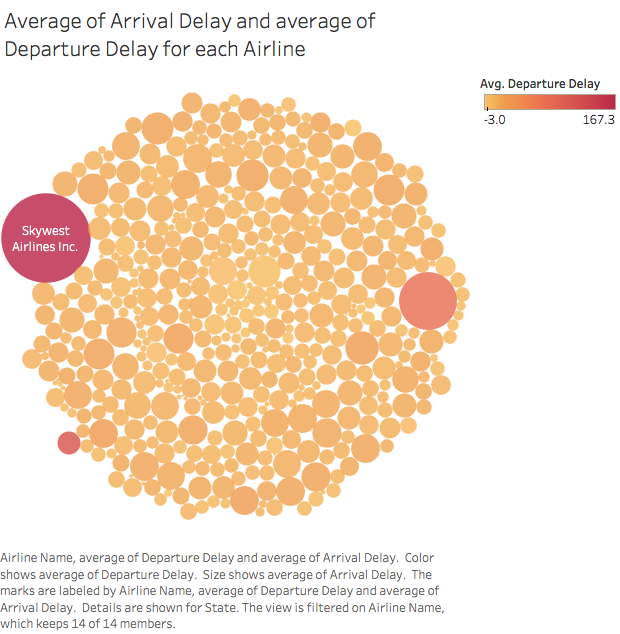 Average of Arrival Delay and average of
Departure Delay for each Airline
Avg. Departure Delay
-3.0 167.3
Skywest
Airlines Inc.
Airline Name, average of Departure Delay and average of Arrival Delay.  Color
shows average of Departure Delay.  Size shows average of Arrival Delay.  The
marks are labeled by Airline Name, average of Departure Delay and average of
Arrival Delay.  Details are shown for State. The view is filtered on Airline Name,
which keeps 14 of 14 members.